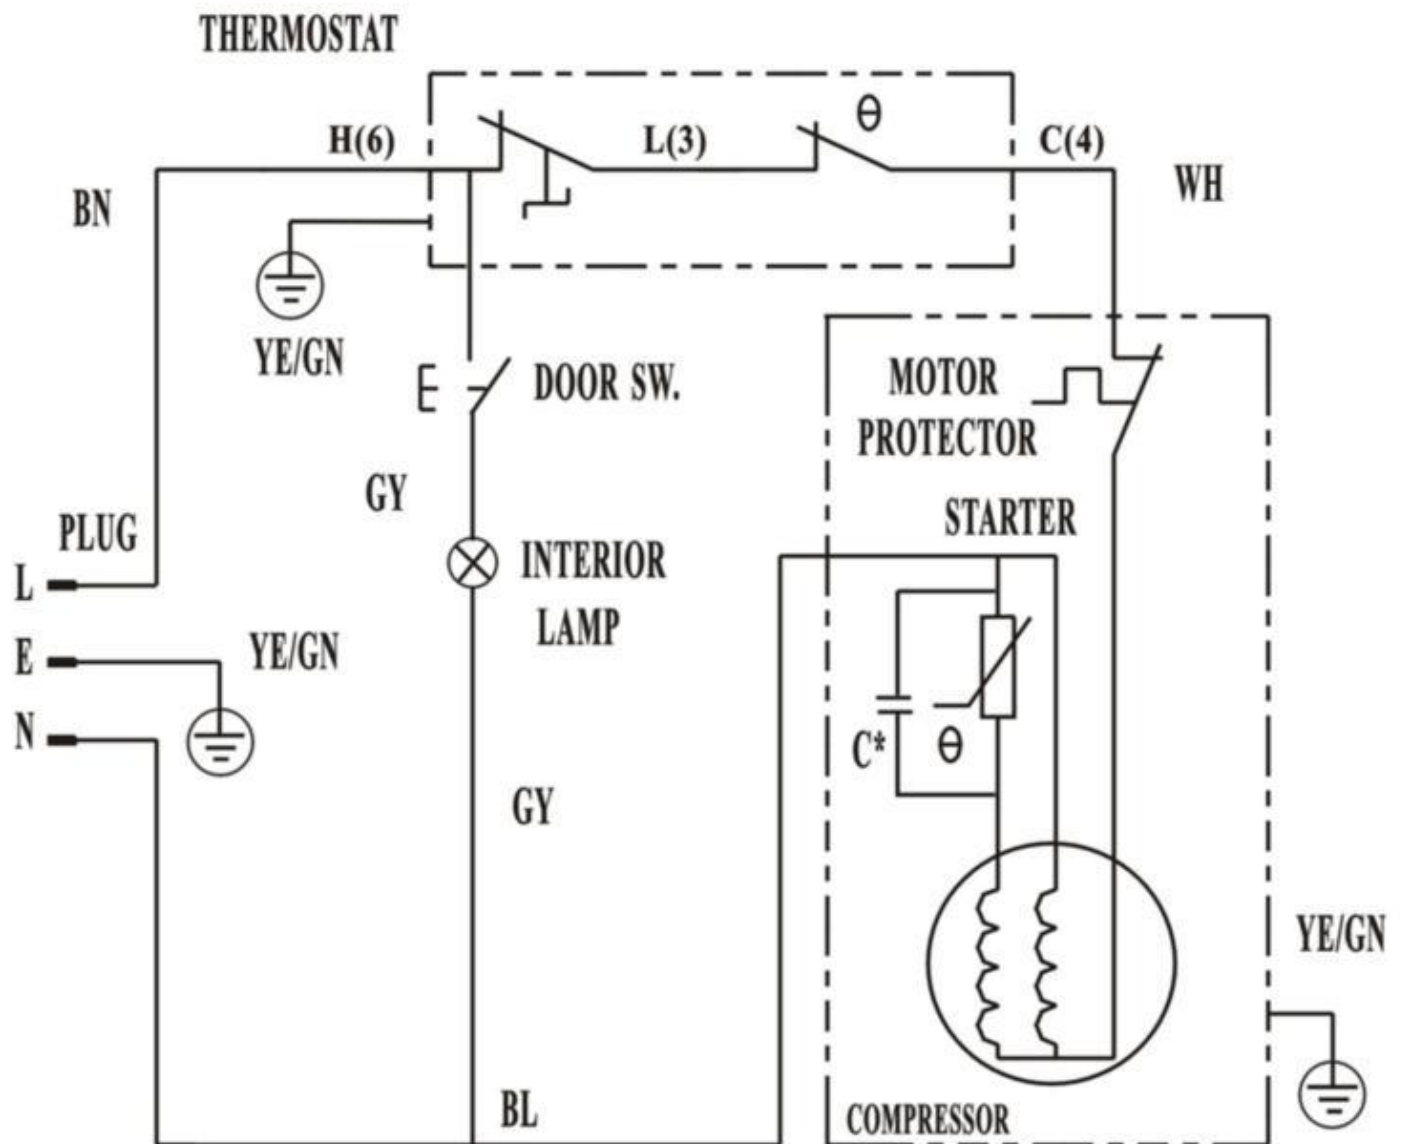 THERMOSTAT
θ
H(6)
L(3)
C(4)
BN
WH
YE/GN
DOOR SW.
MOTOR
PROTECTOR
GY
STARTER
PLUG
INTERIOR
LAMP
L
E
YE/GN
N
C*
θ
GY
YE/GN
BL
COMPRESSOR